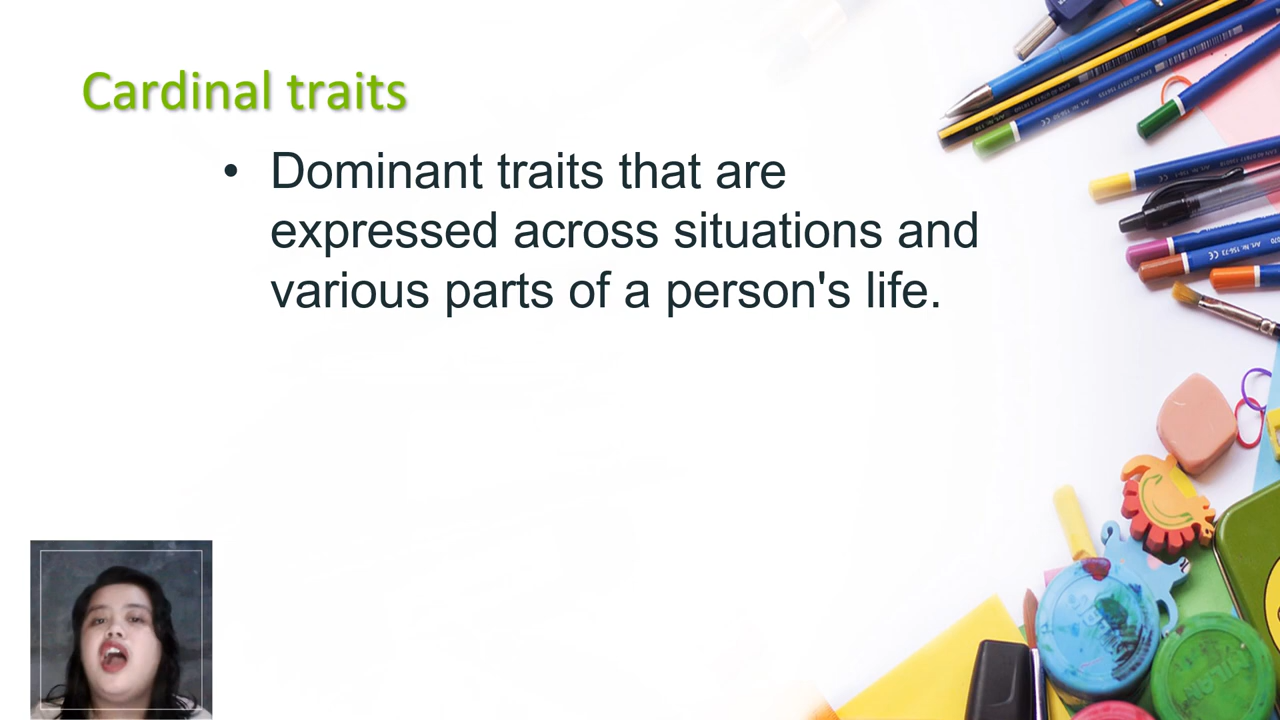 Cardinal traits
• Dominant traits that are
expressed across situations and
various parts of a person's life.